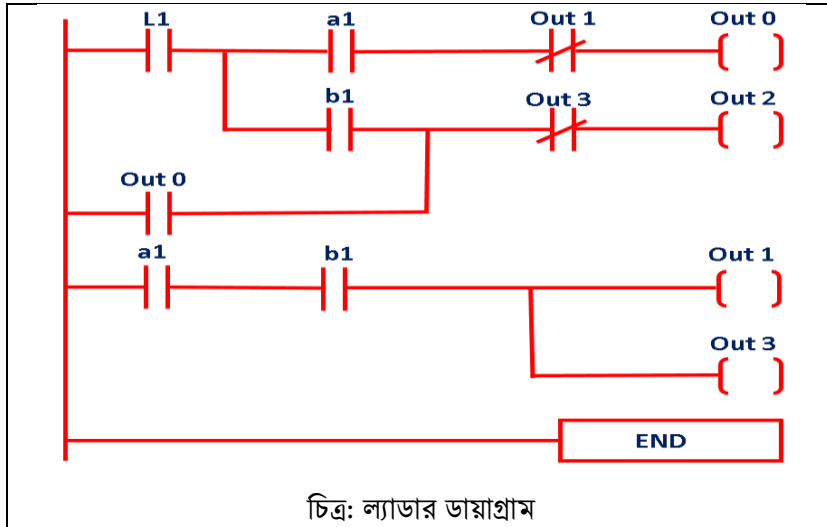 L1 a1 Out 1 Out 0
b1 Out 3 Out 2
Out 0
a1 b1 Out 1
Out 3
END
চিত্র: ল্যাডার ডায়াগ্রাম